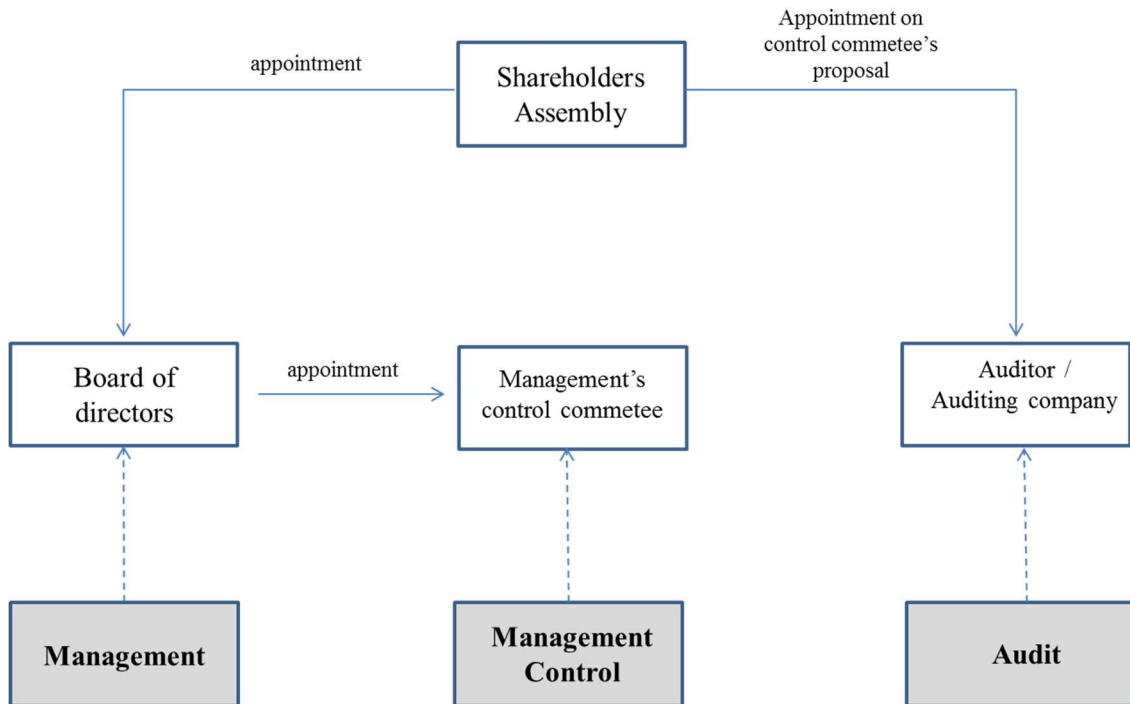 appointment
Shareholders
Assembly
Appointment on
control commetee’s
proposal
Board of
directors
appointment
Management’s
control commetee
Auditor /
Auditing company
Management
Management
Control
Audit